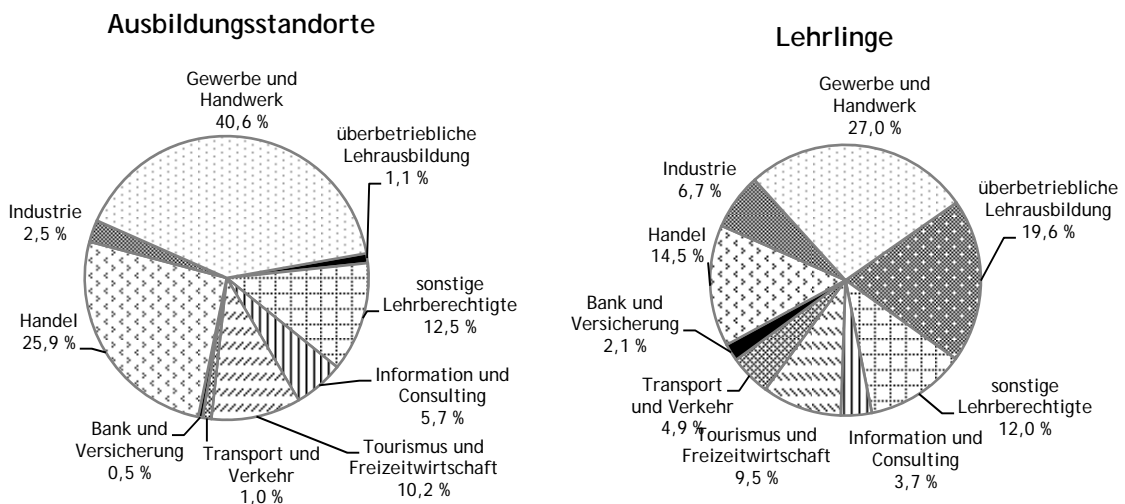 Ausbildungsstandorte
Gewerbe und
Handwerk
40,6 %
überbetriebliche
Lehrausbildung
1,1 %
Industrie
2,5 %
sonstige
Lehrberechtigte
12,5 %
Handel
25,9 %
Information und
Consulting
5,7 %
Bank und
Versicherung
0,5 %
Transport und
Verkehr
1,0 %
Tourismus und
Freizeitwirtschaft
10,2 %
Lehrlinge
Gewerbe und
Handwerk
27,0 %
Industrie
6,7 %
überbetriebliche
Lehrausbildung
19,6 %
Handel
14,5 %
Bank und
Versicherung
2,1 %
Transport
und Verkehr
4,9 %
Tourismus und
Freizeitwirtschaft
9,5 %
Information und
Consulting
3,7 %
sonstige
Lehrberechtigte
12,0 %